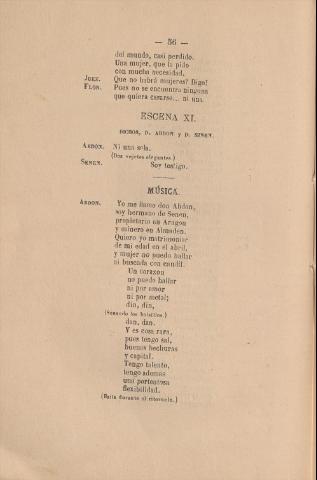 — 56 —
del mundo, casi perdido.
Una mujer, que la pido
con mucha necesidad.
JUEZ. Que no habrá mujeres? Diga!
FLOR. Pues no se encuentra ninguna
que quiera casarse... ni una.
ESCENA XI.
DICHOS, D. ABDON y D. SENEN.
ABDON. Ni una sola.
(Dos vejetes elegantes.)
SENEN. Soy testigo.
MÚSICA.
ABDON. Yo me llamo don Abdon,
soy hermano de Senen,
propietario en Aragon
y minero en Almaden.
Quiero yo matrimoniar
de mi edad en el abril,
y mujer no puedo hallar
ni buscada con candil.
Un corazon
no puedo hallar
ni por amor
ni por metal;
din, din,
(Sonando los bolsillos.)
dan, dan.
Y es cosa rara,
pues tengo sal,
buenas hechuras
y capital.
Tengo talento,
tengo además
una portentosa
flexibilidad.
(Baila durante el ritornelo.)